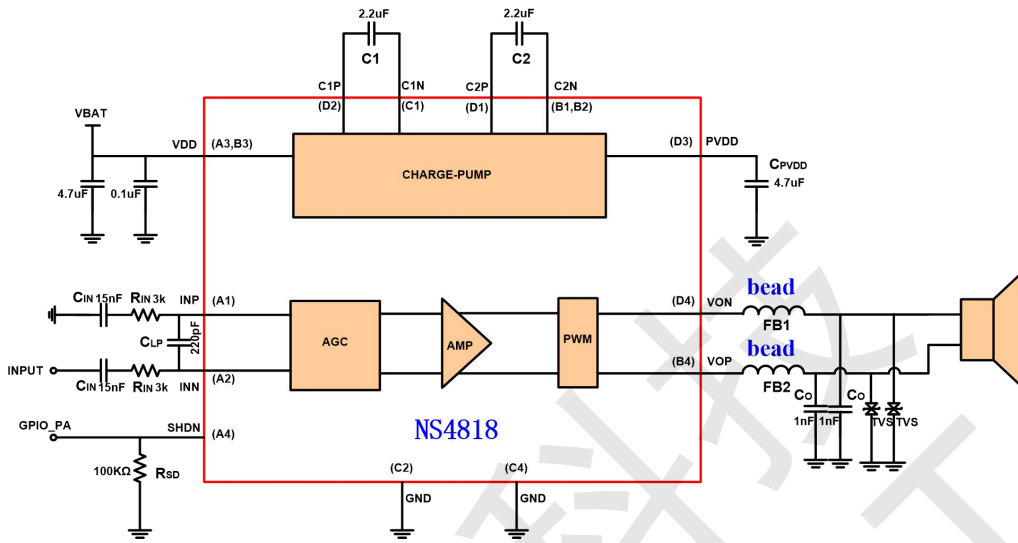 2.2uF
2.2uF
C1
C2
C1P
C1N
C2P
C2N
(D2)
(C1)
(D1)
(B1,B2)
VBAT
VDD
(A3,B3)
(D3)
PVDD
CHARGE-PUMP
CPVDD
4.7uF
4.7uF
0.1uF
CIN 15nF
RIN 3k
INP
(A1)
CLP
220pF
AGC
AMP
PWM
(D4)
VON
bead
FB1
INPUT
CIN 15nF
RIN 3k
INN
(A2)
(B4)
VOP
bead
FB2
CO
CO
1nF
1nF
TVS
TVS
GPIO_PA
SHDN
(A4)
NS4818
100KΩ
RSD
(C2)
(C4)
GND
GND
科技